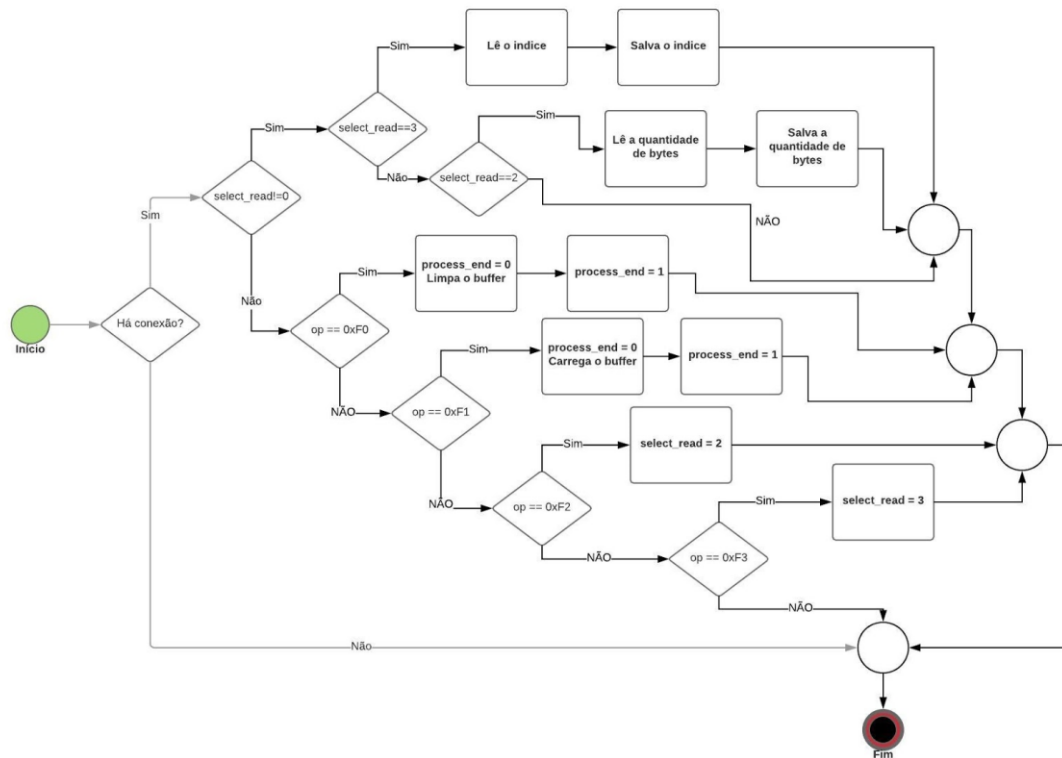 Sim
Lê o indice
Salva o indice
select_read==3
Sim
Não
Sim
Lê a quantidade
de bytes
Salva a
quantidade de
bytes
select_read==2
select_read!=0
Sim
NÃO
Não
Sim
process_end = 0
Limpa o buffer
process_end = 1
Início
Há conexão?
op == 0xF0
Sim
process_end = 0
Carrega o buffer
process_end = 1
NÃO
op == 0xF1
Sim
select_read = 2
NÃO
op == 0xF2
Sim
select_read = 3
NÃO
op == 0xF3
NÃO
Não
Fim